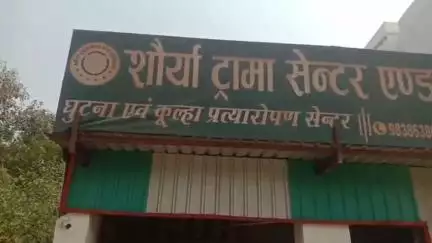 शौर्या ट्रामा सेन्टर एण्ड
घुटना एवं कूल्हा प्रत्यारोपण सेन्टर